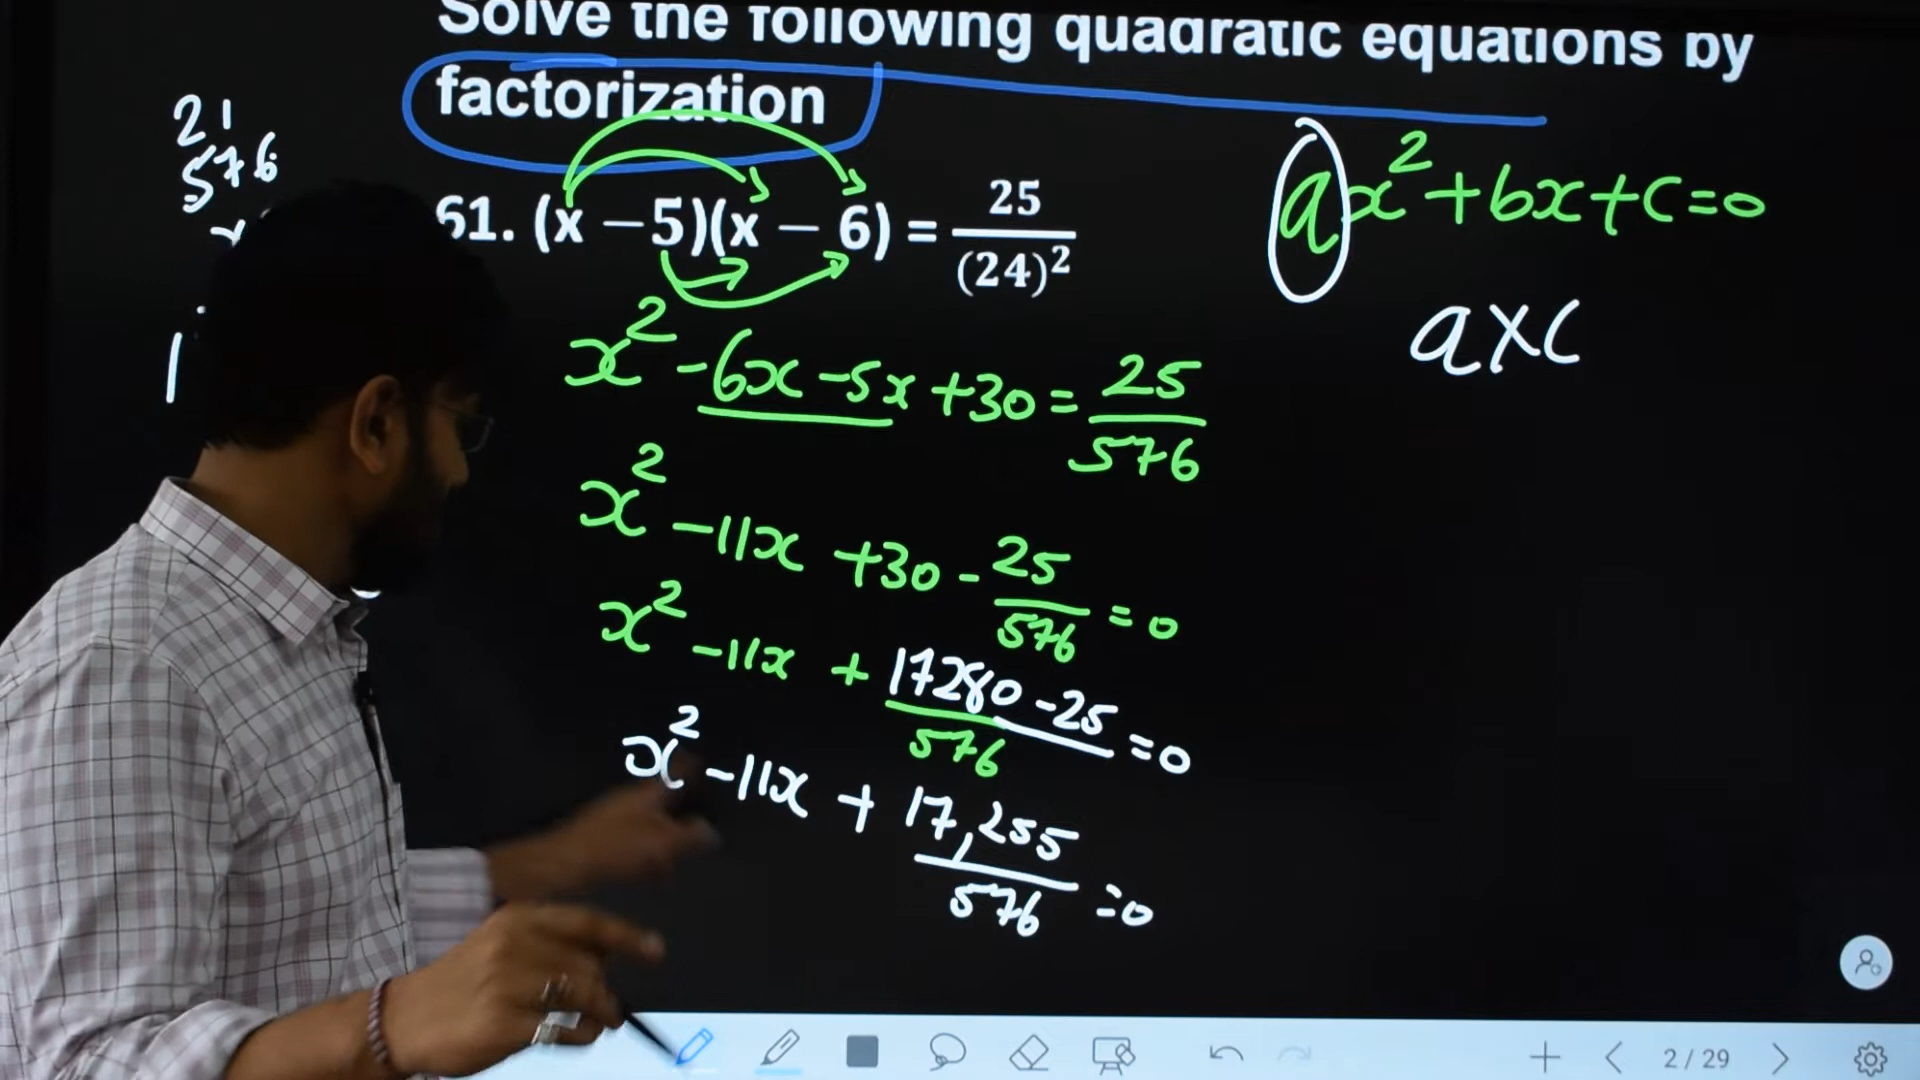 Solve the following quadratic equations by
factorization
21
576
61. (x − 5)(x − 6) = 25/(24)²
ax² + bx + c = 0
a×c
x² - 6x - 5x + 30 = 25/576
x² - 11x + 30 - 25/576 = 0
x² - 11x + 17280 - 25/576 = 0
x² - 11x + 17,255/576 = 0
2 / 29